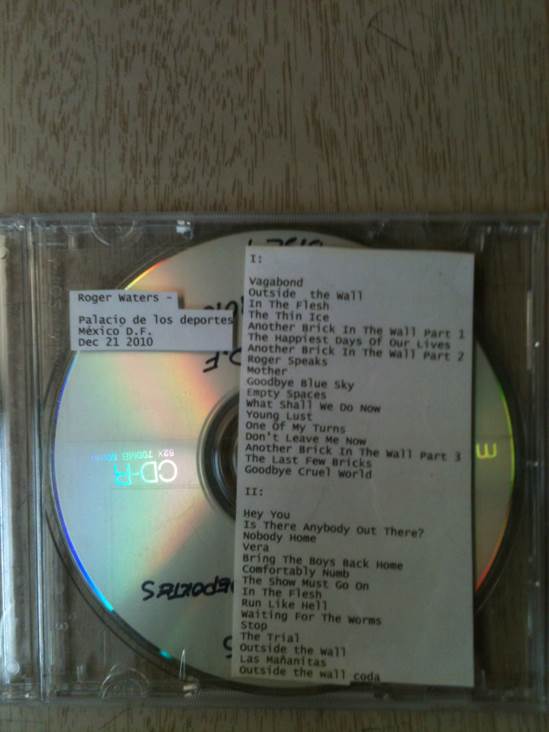 DISC 1
Roger Waters -
Palacio de los deportes
México D.F.
Dec 21 2010
I:
Vagabond
Outside the Wall
In The Flesh
The Thin Ice
Another Brick In The Wall Part 1
The Happiest Days Of Our Lives
Another Brick In The Wall Part 2
Roger Speaks
Mother
Goodbye Blue Sky
Empty Spaces
What Shall We Do Now
Young Lust
One Of My Turns
Don't Leave Me Now
Another Brick In The Wall Part 3
The Last Few Bricks
Goodbye Cruel World
II:
Hey You
Is There Anybody Out There?
Nobody Home
Vera
Bring The Boys Back Home
Comfortably Numb
The Show Must Go On
In The Flesh
Run Like Hell
Waiting For The Worms
Stop
The Trial
Outside the Wall
Las Mañanitas
Outside the Wall coda
D.F
CD-R
52x 700MB
DEPORTES